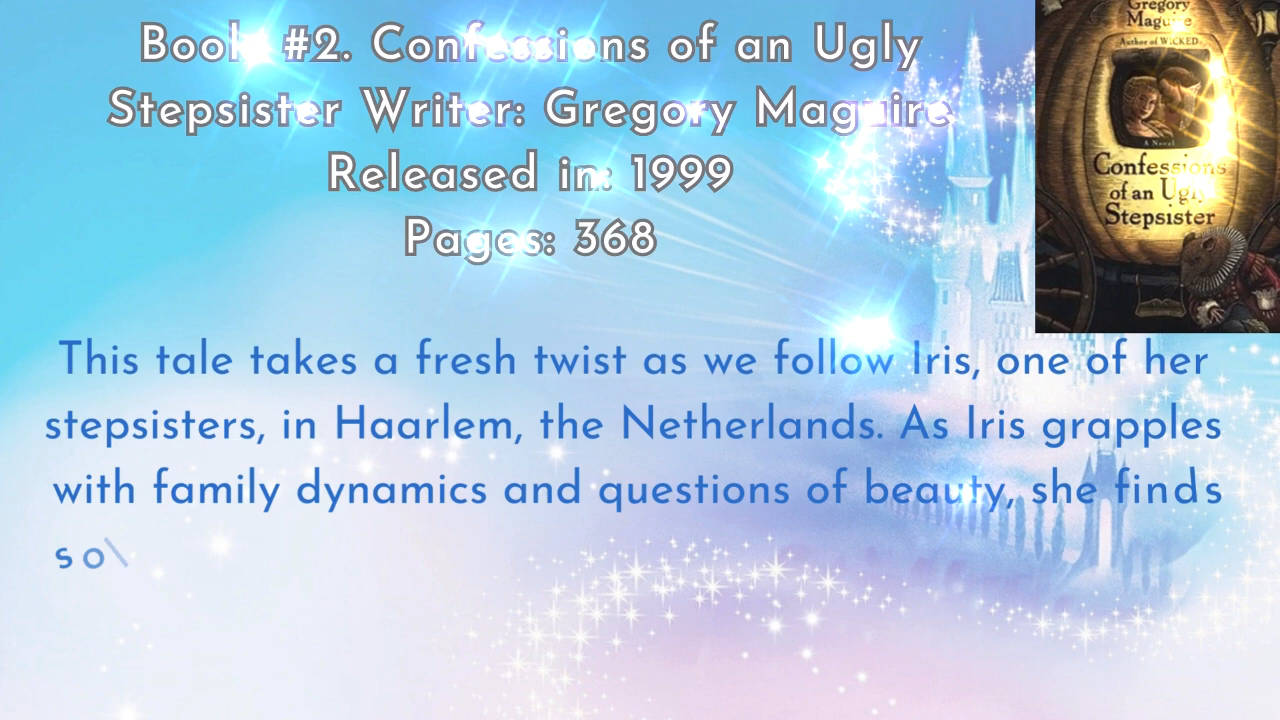 Book #2. Confessions of an Ugly
Stepsister Writer: Gregory Maguire
Released in: 1999
Pages: 368
Gregory
Maguire
Author of WICKED
A Novel
Confessions
of an Ugly
Stepsister
This tale takes a fresh twist as we follow Iris, one of her
stepsisters, in Haarlem, the Netherlands. As Iris grapples
with family dynamics and questions of beauty, she finds
so\